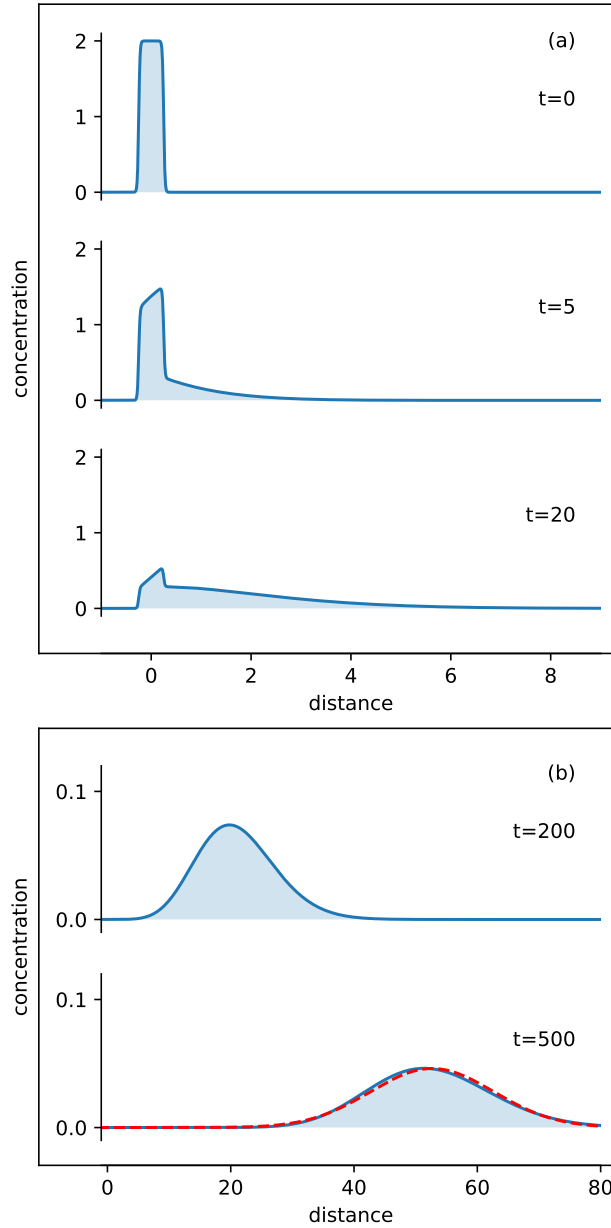 (a)
t=0
2
1
0
t=5
2
1
0
t=20
2
1
0
concentration
0 2 4 6 8
distance
(b)
t=200
0.1
0.0
t=500
0.1
0.0
concentration
0 20 40 60 80
distance